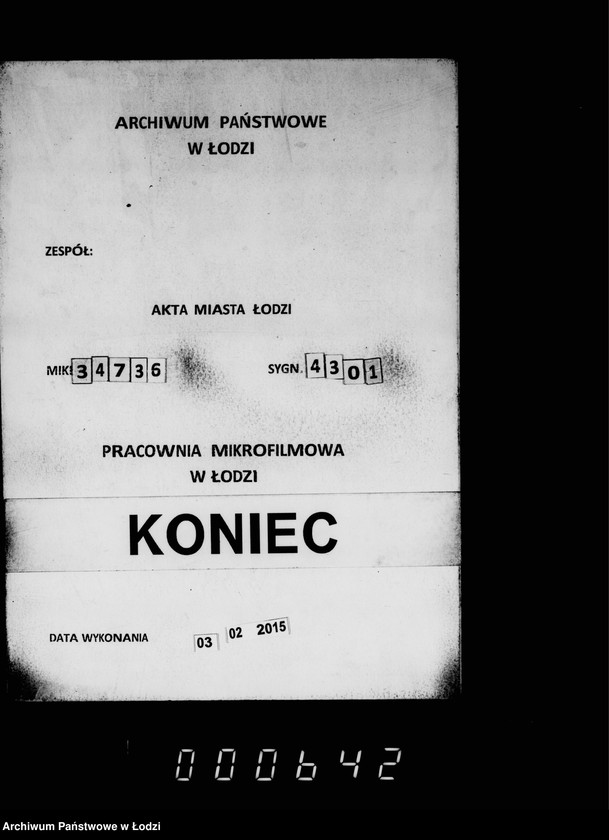 ARCHIWUM PAŃSTWOWE
W ŁODZI
ZESPÓŁ:
AKTA MIASTA ŁODZI
MIK: 34736 SYGN. 4301
PRACOWNIA MIKROFILMOWA
W ŁODZI
KONIEC
DATA WYKONANIA 03 02 2015
000642
Archiwum Państwowe w Łodzi